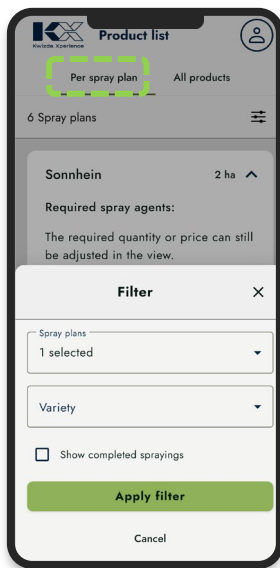 KX
Kwizda Xperience
Product list
Per spray plan All products
6 Spray plans
Sonnhein 2 ha
Required spray agents:
The required quantity or price can still
be adjusted in the view.
Filter
Spray plans
1 selected
Variety
Show completed sprayings
Apply filter
Cancel